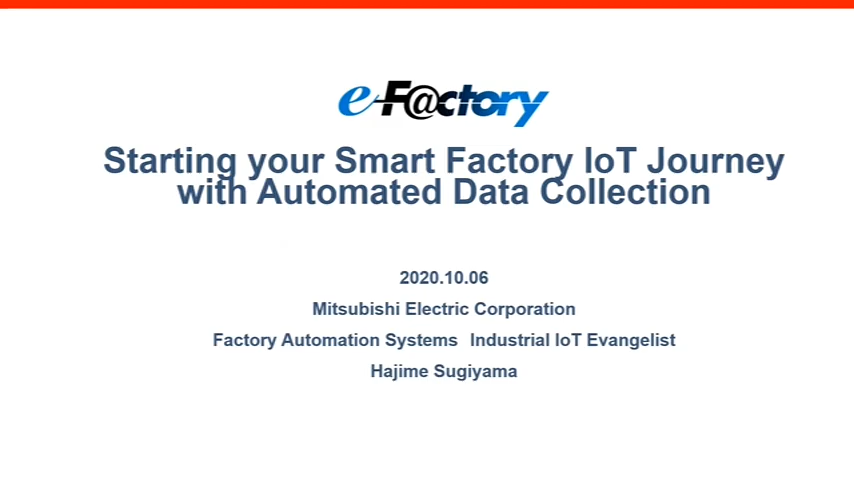 e-F@ctory
Starting your Smart Factory IoT Journey
with Automated Data Collection
2020.10.06
Mitsubishi Electric Corporation
Factory Automation Systems Industrial IoT Evangelist
Hajime Sugiyama